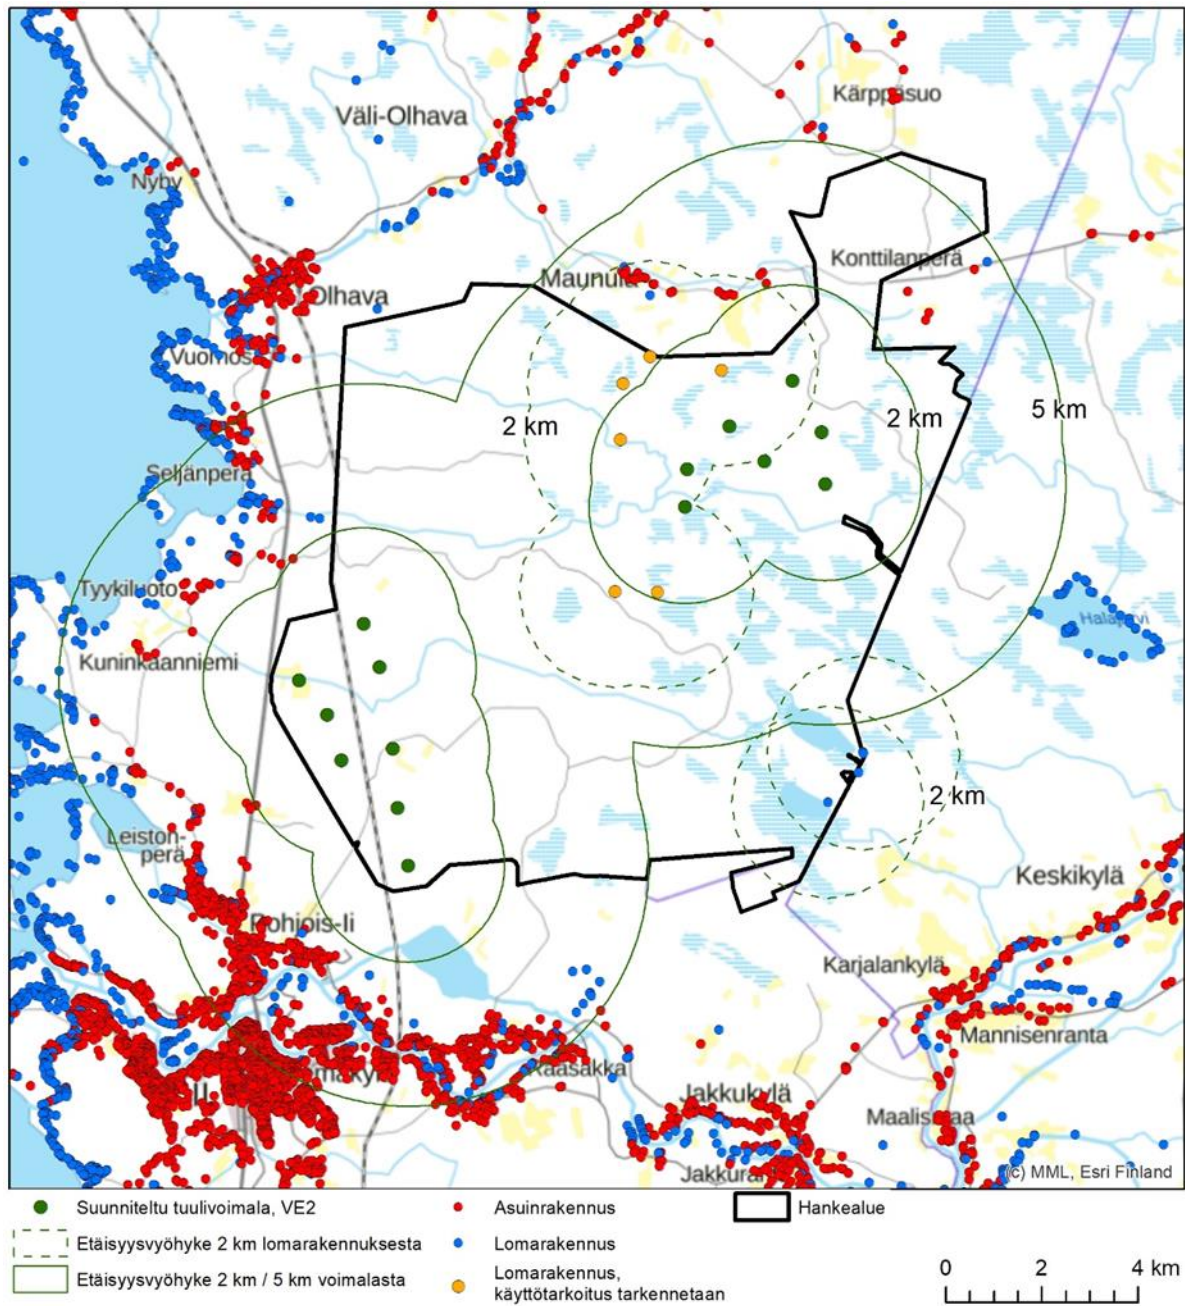 Kärppäsuo
Väli-Olhava
Nyby
Konttilanperä
Maunula
Olhava
Vuomos
5 km
2 km
2 km
Seljänperä
Tyykiluoto
Kuninkaanniemi
2 km
Leiston-
perä
Keskikylä
Pohjois-Ii
Karjalankylä
Mannisenranta
Raasakka
Jakkukylä
(c) MML, Esri Finland
Suunniteltu tuulivoimala, VE2
Asuinrakennus
Hankealue
Etäisyysvyöhyke 2 km lomarakennuksesta
Lomarakennus
Etäisyysvyöhyke 2 km / 5 km voimalasta
Lomarakennus,
käyttötarkoitus tarkennetaan
0 2 4 km